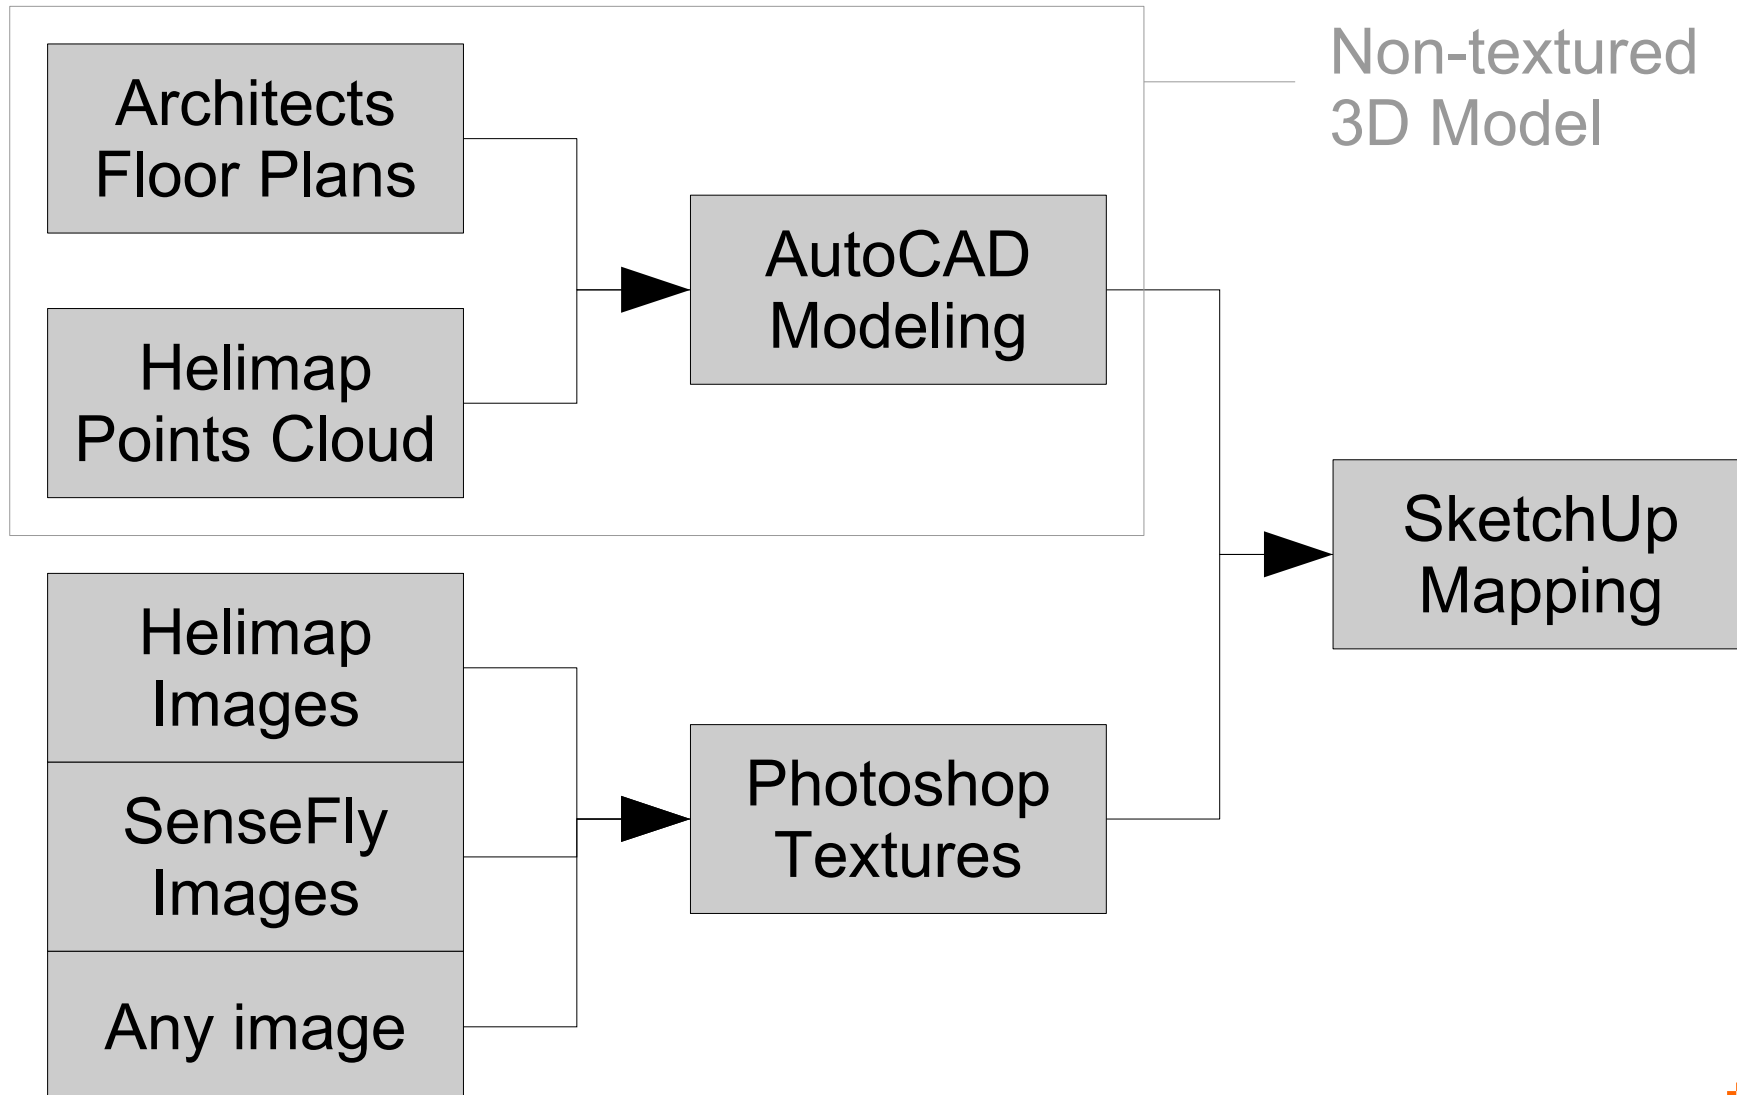 Non-textured
3D Model
Architects
Floor Plans
AutoCAD
Modeling
Helimap
Points Cloud
SketchUp
Mapping
Helimap
Images
Photoshop
Textures
SenseFly
Images
Any image